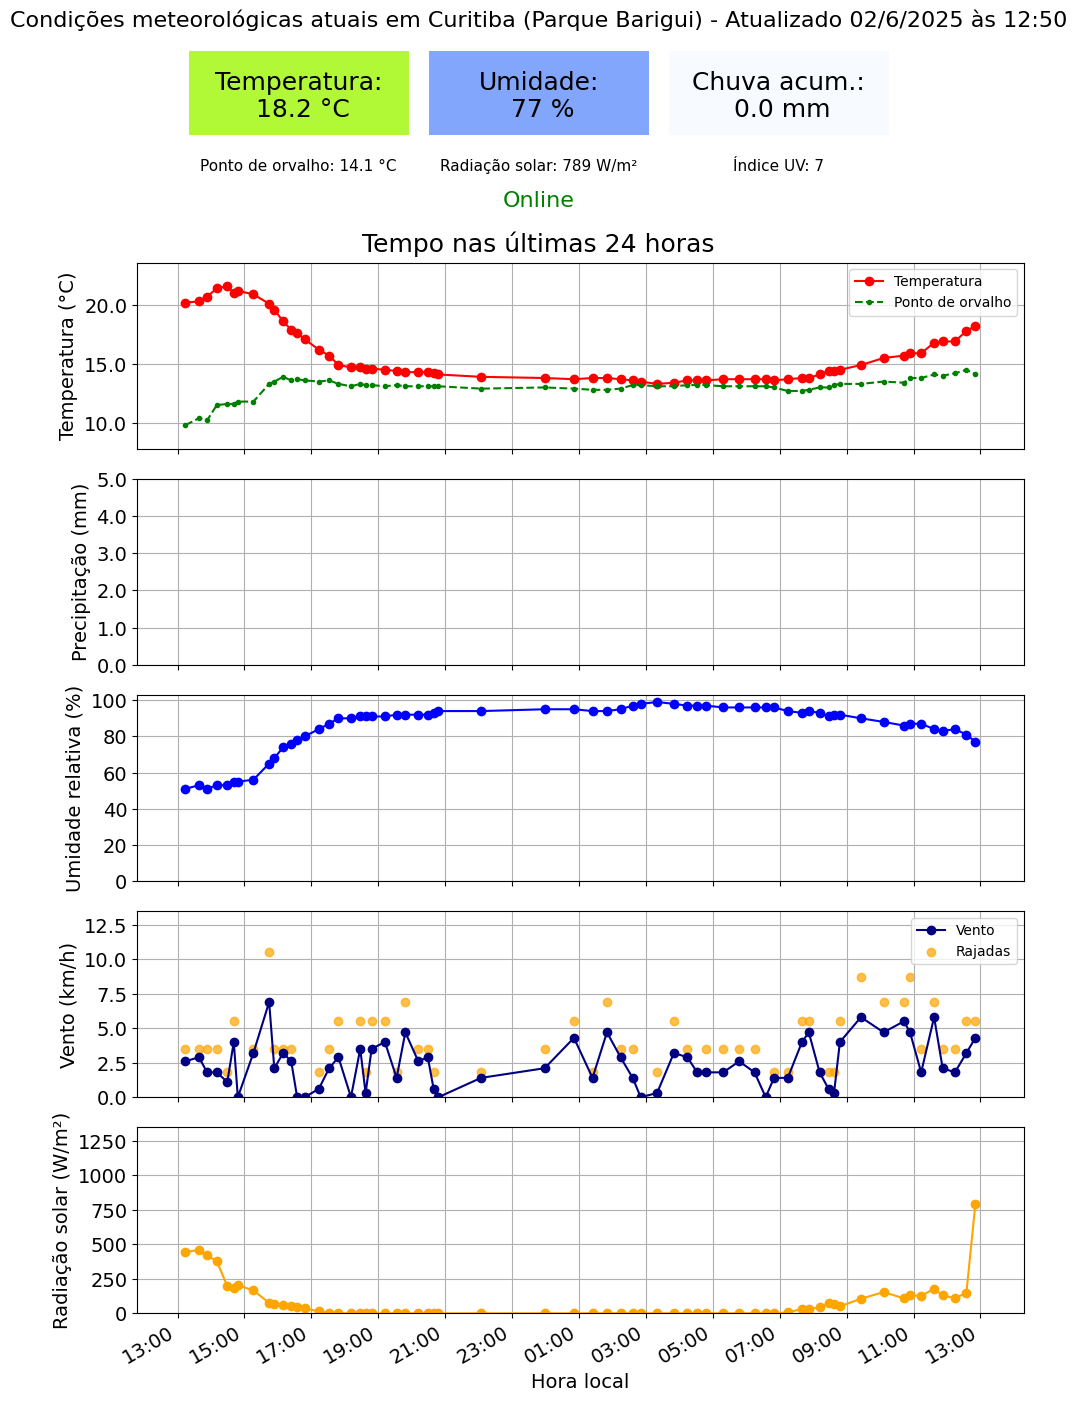 Condições meteorológicas atuais em Curitiba (Parque Barigui) - Atualizado 02/6/2025 às 12:50
Temperatura:
18.2 °C
Umidade:
77 %
Chuva acum.:
0.0 mm
Ponto de orvalho: 14.1 °C
Radiação solar: 789 W/m²
Índice UV: 7
Online
Tempo nas últimas 24 horas
Temperatura (°C)
20.0
15.0
10.0
Temperatura
Ponto de orvalho
Precipitação (mm)
5.0
4.0
3.0
2.0
1.0
0.0
Umidade relativa (%)
100
80
60
40
20
0
Vento (km/h)
12.5
10.0
7.5
5.0
2.5
0.0
Vento
Rajadas
Radiação solar (W/m²)
1250
1000
750
500
250
0
13:00
15:00
17:00
19:00
21:00
23:00
01:00
03:00
05:00
07:00
09:00
11:00
13:00
Hora local